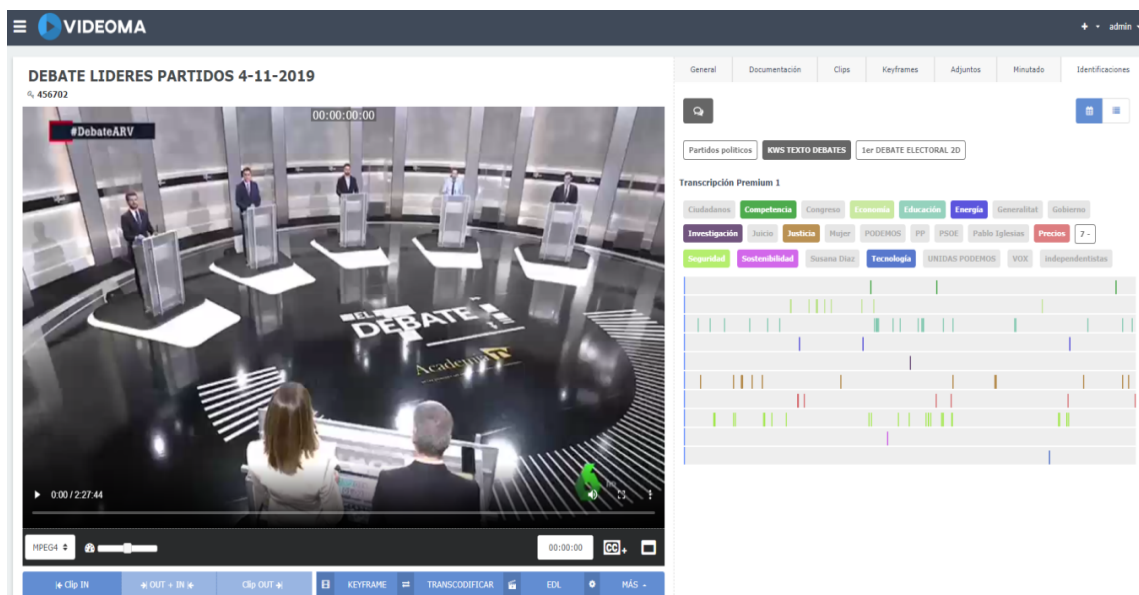 VIDEOMA
+ admin
DEBATE LIDERES PARTIDOS 4-11-2019
456702
00:00:00:00
#DebateARV
EL
DEBATE
Academia
0:00 / 2:27:44
MPEG4
00:00:00
CC+
Clip IN
OUT + IN
Clip OUT
KEYFRAME
TRANSCODIFICAR
EDL
MÁS
General Documentación Clips Keyframes Adjuntos Minutado Identificaciones
Partidos políticos KWS TEXTO DEBATES 1er DEBATE ELECTORAL 2D
Transcripción Premium 1
Ciudadanos Competencia Congreso Economía Educación Energía Generalitat Gobierno
Investigación Juicio Justicia Mujer PODEMOS PP PSOE Pablo Iglesias Precios 7 -
Seguridad Sostenibilidad Susana Díaz Tecnología UNIDAS PODEMOS VOX independentistas